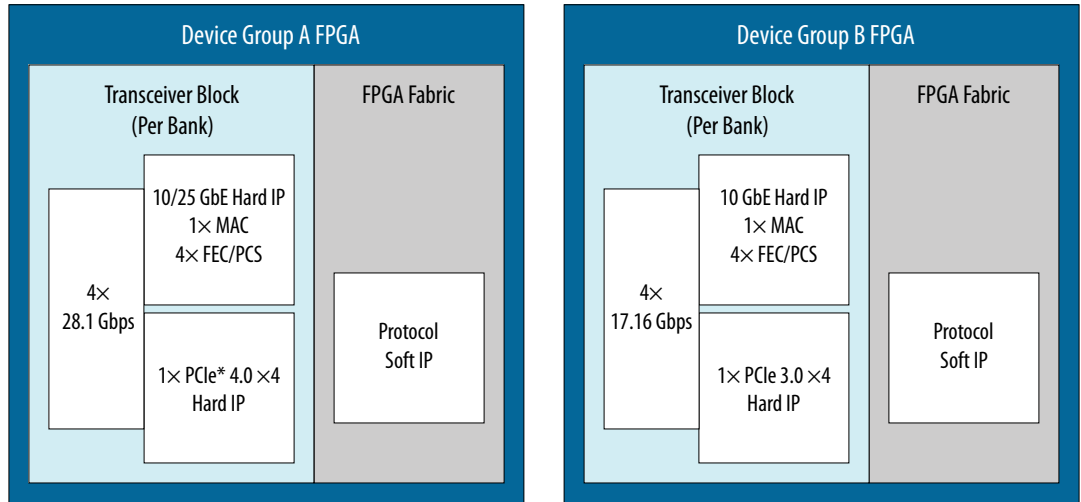 Device Group A FPGA
Transceiver Block
(Per Bank)
FPGA Fabric
10/25 GbE Hard IP
1× MAC
4× FEC/PCS
4×
28.1 Gbps
1× PCIe* 4.0 ×4
Hard IP
Protocol
Soft IP
Device Group B FPGA
Transceiver Block
(Per Bank)
FPGA Fabric
10 GbE Hard IP
1× MAC
4× FEC/PCS
4×
17.16 Gbps
1× PCIe 3.0 ×4
Hard IP
Protocol
Soft IP